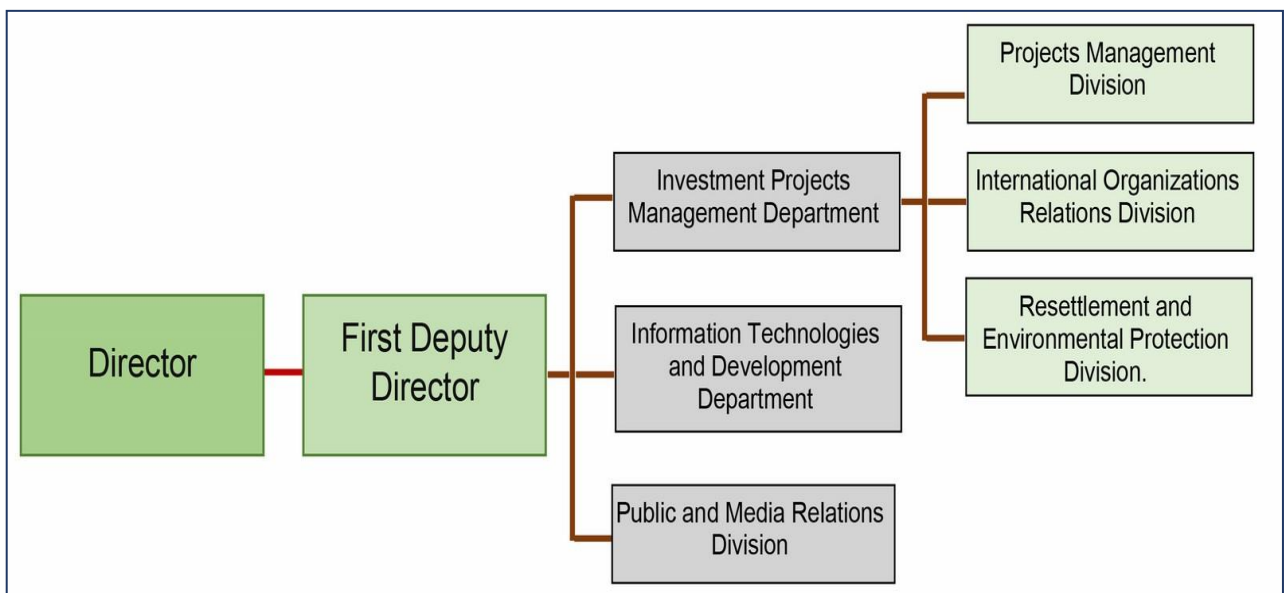 Director
First Deputy
Director
Investment Projects
Management Department
Information Technologies
and Development
Department
Public and Media Relations
Division
Projects Management
Division
International Organizations
Relations Division
Resettlement and
Environmental Protection
Division.